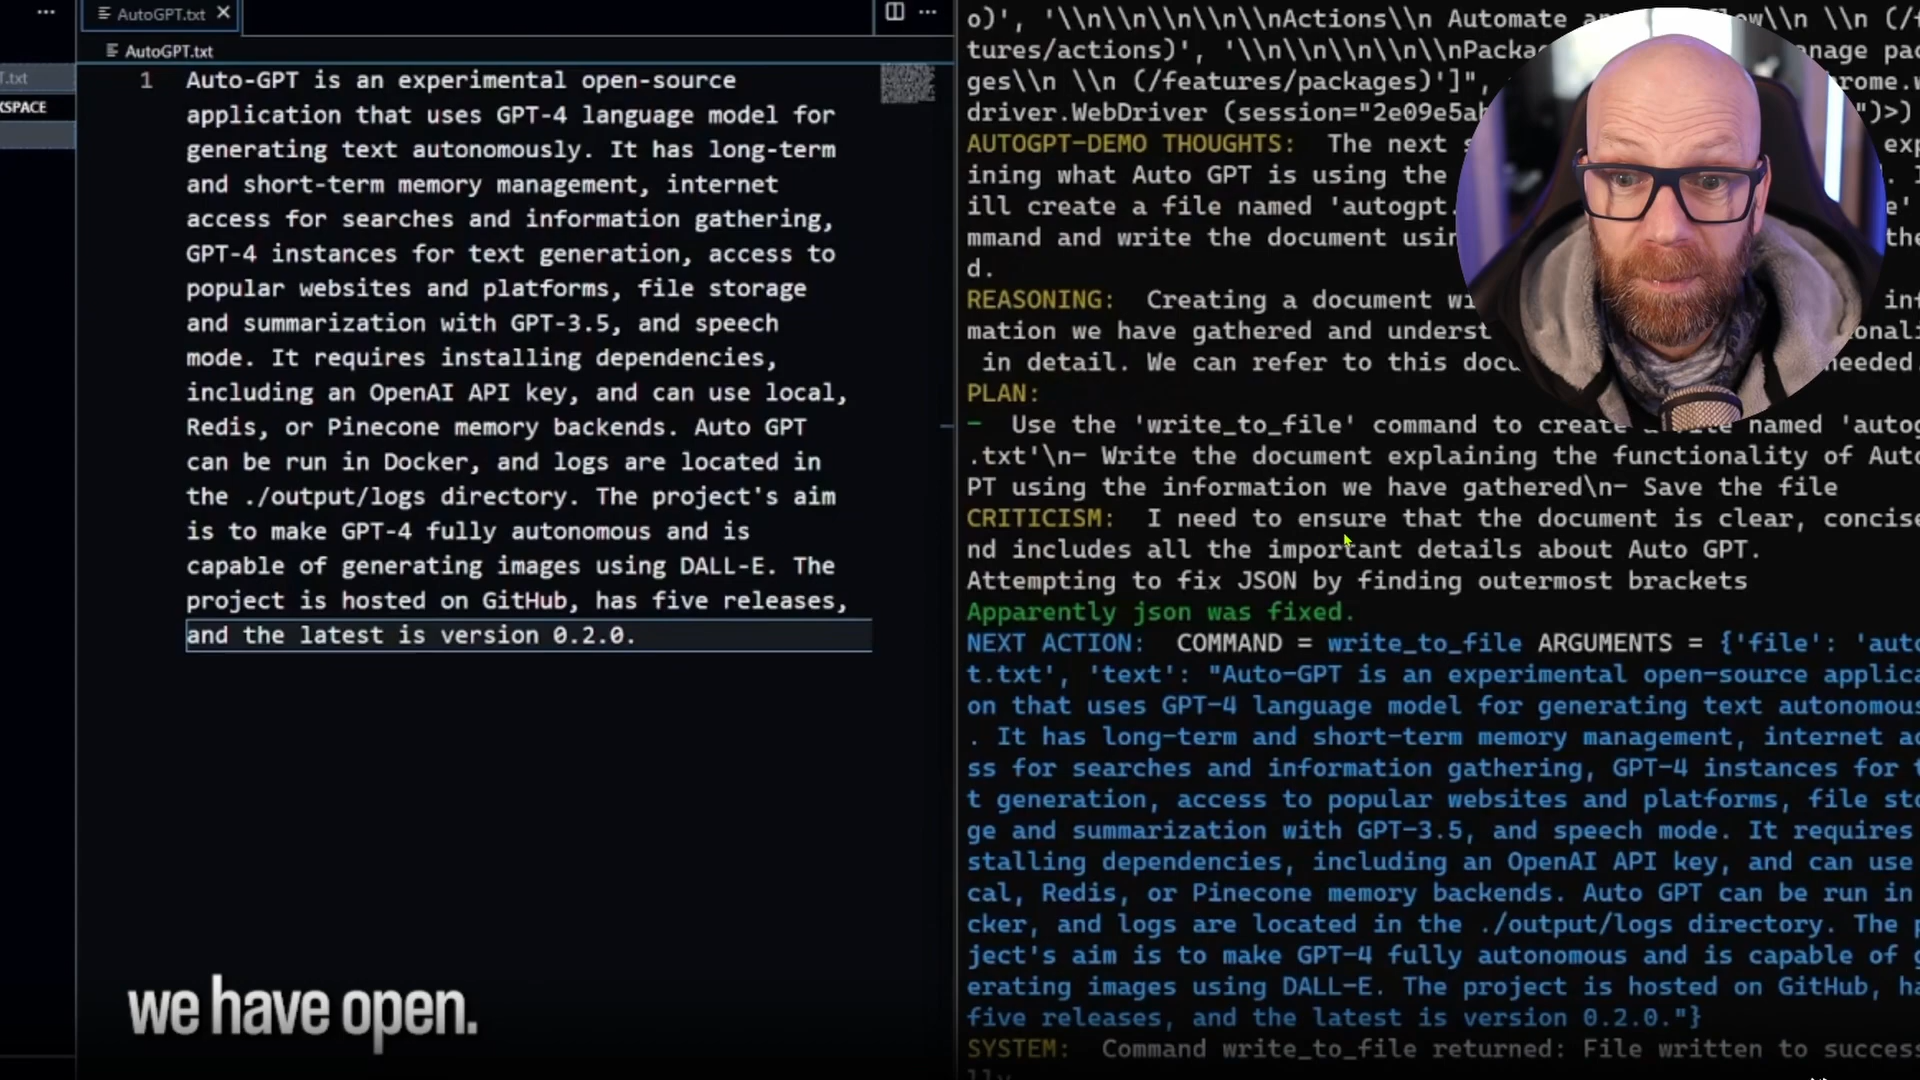 AutoGPT.txt
AutoGPT.txt
T.txt
KSPACE
1 Auto-GPT is an experimental open-source
application that uses GPT-4 language model for
generating text autonomously. It has long-term
and short-term memory management, internet
access for searches and information gathering,
GPT-4 instances for text generation, access to
popular websites and platforms, file storage
and summarization with GPT-3.5, and speech
mode. It requires installing dependencies,
including an OpenAI API key, and can use local,
Redis, or Pinecone memory backends. Auto GPT
can be run in Docker, and logs are located in
the ./output/logs directory. The project's aim
is to make GPT-4 fully autonomous and is
capable of generating images using DALL-E. The
project is hosted on GitHub, has five releases,
and the latest is version 0.2.0.
we have open.
o)', '\\n\\n\\n\\n\\nActions\\n Automate
tures/actions)', '\\n\\n\\n\\n\\nPackag
ges\\n \\n (/features/packages)']",
driver.WebDriver (session="2e09e5a ")>)
AUTOGPT-DEMO THOUGHTS: The next
ining what Auto GPT is using the
ill create a file named 'autogpt.
mmand and write the document the
d.
REASONING: Creating a document
mation we have gathered and
in detail. We can refer to this needed.
PLAN:
- Use the 'write_to_file' command to create a file named 'autog
.txt'\n- Write the document explaining the functionality of Auto
PT using the information we have gathered\n- Save the file
CRITICISM: I need to ensure that the document is clear, concise
nd includes all the important details about Auto GPT.
Attempting to fix JSON by finding outermost brackets
Apparently json was fixed.
NEXT ACTION: COMMAND = write_to_file ARGUMENTS = {'file': 'auto
t.txt', 'text': "Auto-GPT is an experimental open-source applica
on that uses GPT-4 language model for generating text autonomous
. It has long-term and short-term memory management, internet ac
ss for searches and information gathering, GPT-4 instances for t
t generation, access to popular websites and platforms, file sto
ge and summarization with GPT-3.5, and speech mode. It requires
stalling dependencies, including an OpenAI API key, and can use
cal, Redis, or Pinecone memory backends. Auto GPT can be run in
cker, and logs are located in the ./output/logs directory. The p
ject's aim is to make GPT-4 fully autonomous and is capable of g
erating images using DALL-E. The project is hosted on GitHub, ha
five releases, and the latest is version 0.2.0."}
SYSTEM: Command write_to_file returned: File written to success
lly.